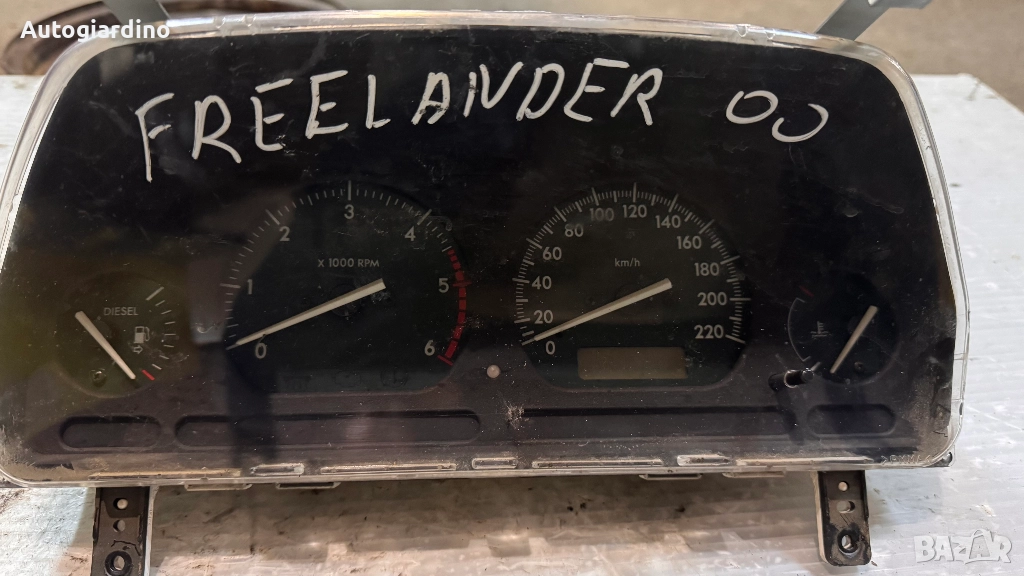 Autogiardino
FREELANDER 00
0 1 2 3 4 5 6
X 1000 RPM
0 20 40 60 80 100 120 140 160 180 200 220
km/h
DIESEL
BAZAR